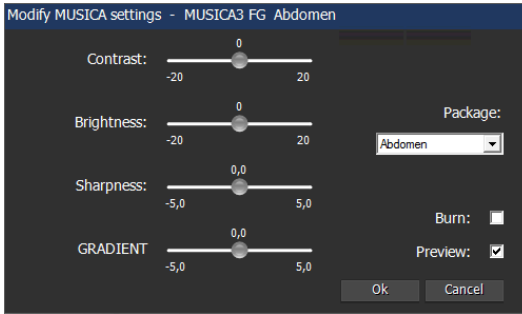 Modify MUSICA settings - MUSICA3 FG Abdomen
0
Contrast:
-20 20
0
Brightness:
-20 20
Package:
Abdomen
0,0
Sharpness:
-5,0 5,0
Burn:
0,0
GRADIENT
Preview:
-5,0 5,0
Ok Cancel